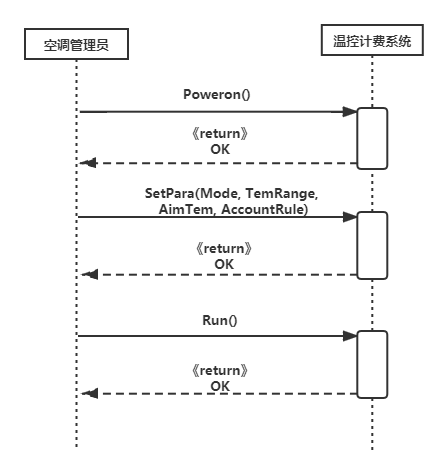 空调管理员
温控计费系统
Poweron()
《return》
OK
SetPara(Mode, TemRange,
AimTem, AccountRule)
《return》
OK
Run()
《return》
OK